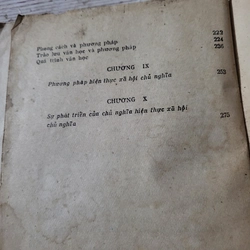 Phong cách và phương pháp 222
Trào lưu văn học và phương pháp 224
Quá trình văn học 226
CHƯƠNG IX
Phương pháp hiện thực xã hội chủ nghĩa 253
CHƯƠNG X
Sự phát triển của chủ nghĩa hiện thực xã hội
chủ nghĩa 275